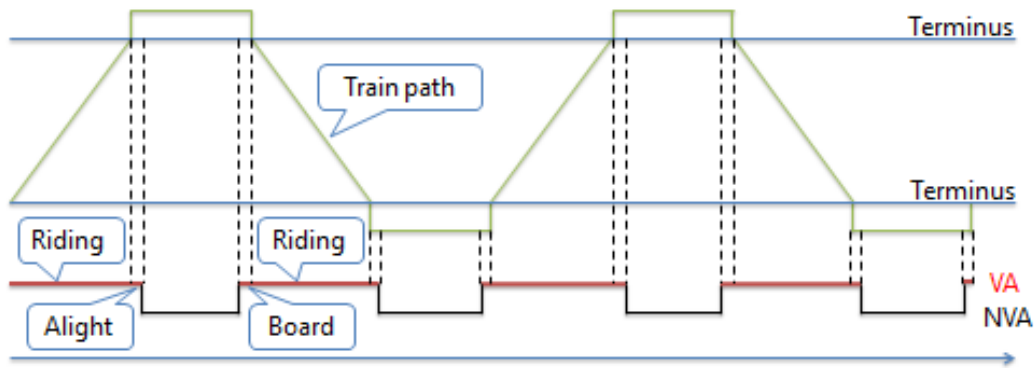 Terminus
Train path
Terminus
Riding
Riding
VA
Alight
Board
NVA